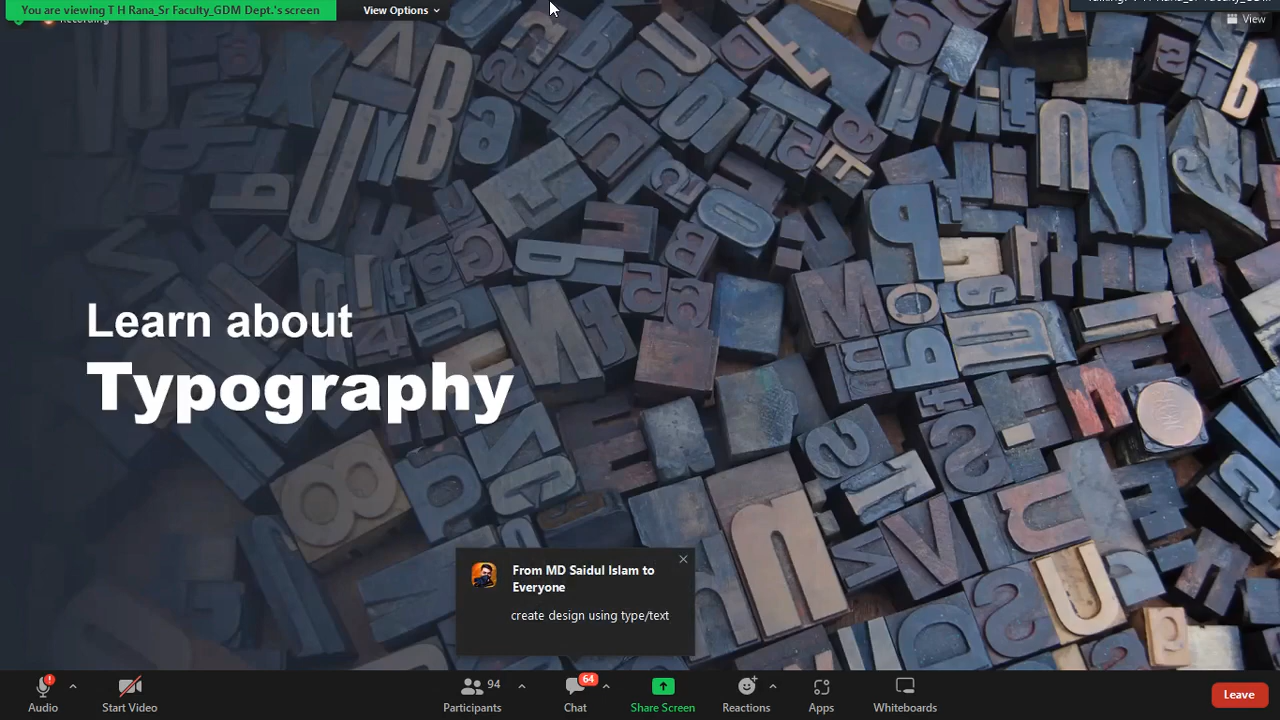 You are viewing T H Rana_Sr Faculty_GDM Dept.'s screen
View Options
Recording
View
Learn about
Typography
From MD Saidul Islam to
Everyone
create design using type/text
Audio
Start Video
94
Participants
64
Chat
Share Screen
Reactions
Apps
Whiteboards
Leave